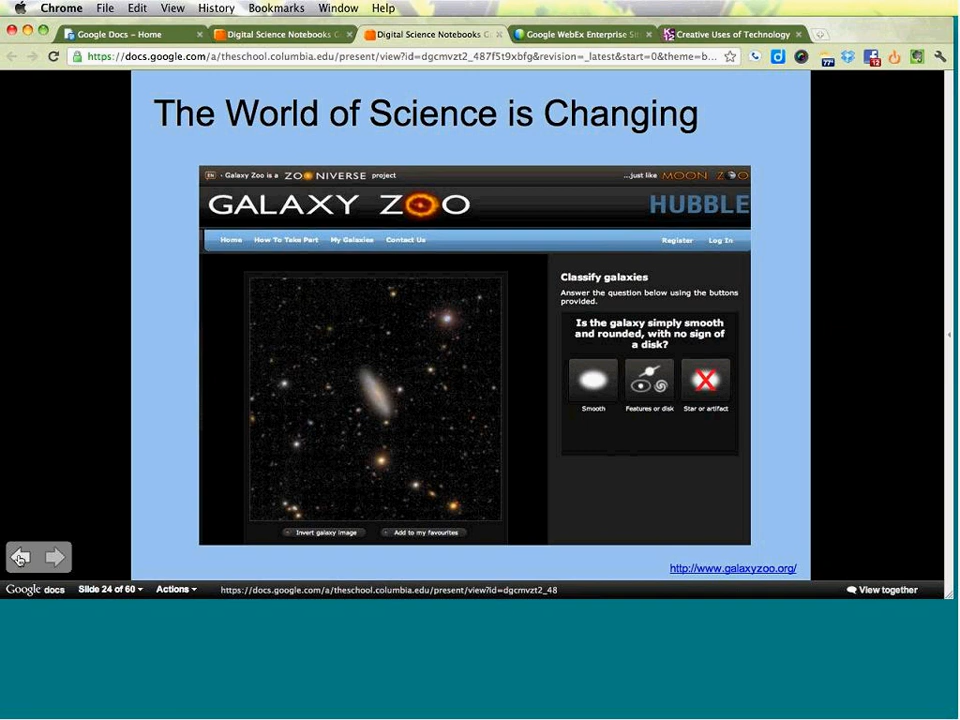 Chrome File Edit View History Bookmarks Window Help
Google Docs – Home
Digital Science Notebooks
Digital Science Notebooks
Google WebEx Enterprise
Creative Uses of Technology
https://docs.google.com/a/theschool.columbia.edu/present/view?id=dgcmvzt2_487f5t9xbfg&revision=_latest&start=0&theme=b...
77°
12
The World of Science is Changing
EN
Galaxy Zoo is a ZOONIVERSE project
...just like MOON ZOO
GALAXY ZOO
HUBBLE
Home How To Take Part My Galaxies Contact Us
Register Log In
Classify galaxies
Answer the question below using the buttons
provided.
Is the galaxy simply smooth
and rounded, with no sign of
a disk?
Smooth Features or disk Star or artifact
Invert galaxy image Add to my favourites
http://www.galaxyzoo.org/
Google docs Slide 24 of 60 Actions https://docs.google.com/a/theschool.columbia.edu/present/view?id=dgcmvzt2_48 View together